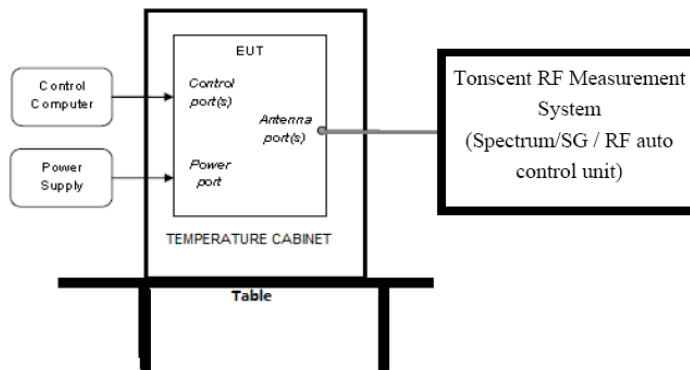 EUT
Control
Computer
Control
port(s)
Antenna
port(s)
Power
Supply
Power
port
TEMPERATURE CABINET
Table
Tonscent RF Measurement
System
(Spectrum/SG / RF auto
control unit)